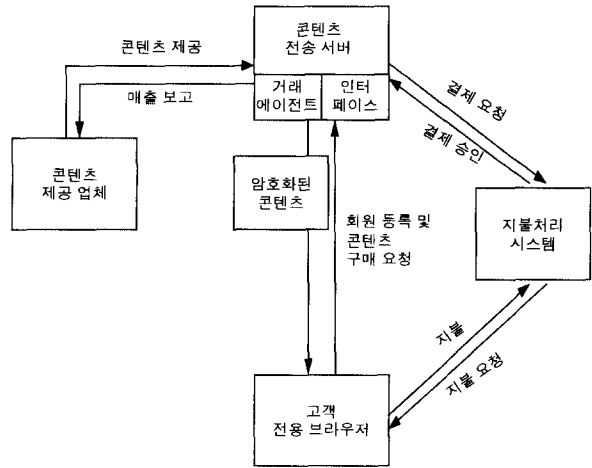 콘텐츠
전송 서버
콘텐츠 제공
거래
에이전트
인터
페이스
매출 보고
결제 요청
결제 승인
콘텐츠
제공 업체
암호화된
콘텐츠
회원 등록 및
콘텐츠
구매 요청
지불처리
시스템
지불
지불 요청
고객
전용 브라우저